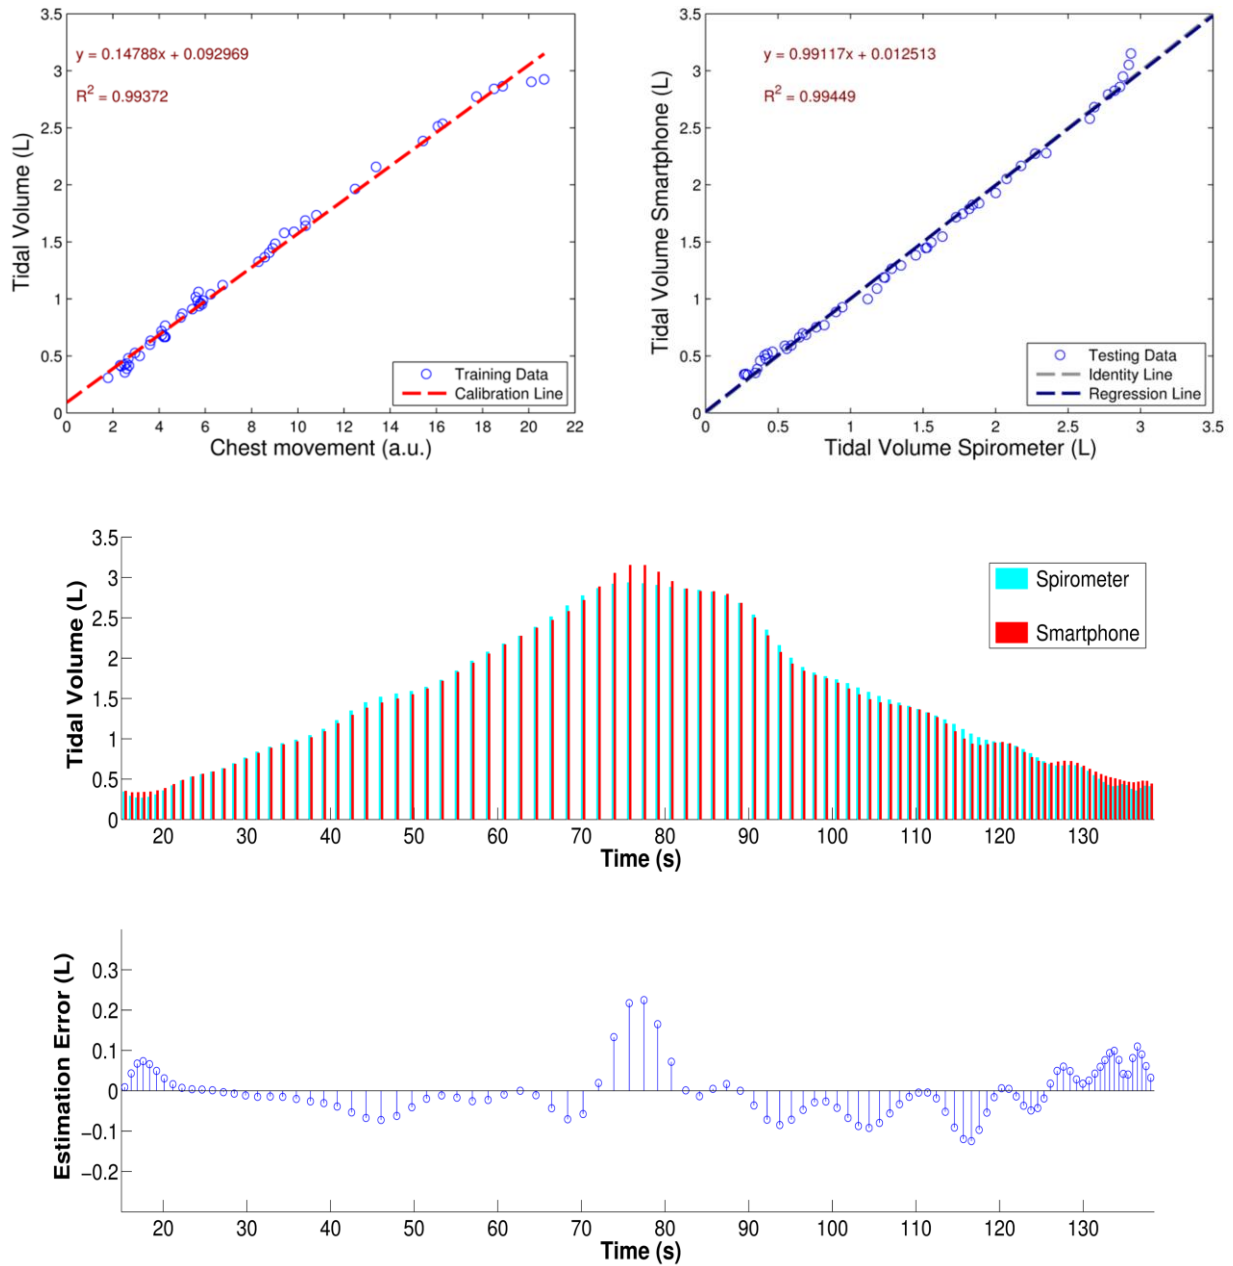 y = 0.14788x + 0.092969
R² = 0.99372
3.5
3
2.5
2
1.5
1
0.5
0
Tidal Volume (L)
Training Data
Calibration Line
0 2 4 6 8 10 12 14 16 18 20 22
Chest movement (a.u.)
y = 0.99117x + 0.012513
R² = 0.99449
3.5
3
2.5
2
1.5
1
0.5
0
Tidal Volume Smartphone (L)
Testing Data
Identity Line
Regression Line
0 0.5 1 1.5 2 2.5 3 3.5
Tidal Volume Spirometer (L)
3.5
3
2.5
2
1.5
1
0.5
0
Tidal Volume (L)
Spirometer
Smartphone
20 30 40 50 60 70 80 90 100 110 120 130
Time (s)
0.3
0.2
0.1
0
−0.1
−0.2
Estimation Error (L)
20 30 40 50 60 70 80 90 100 110 120 130
Time (s)